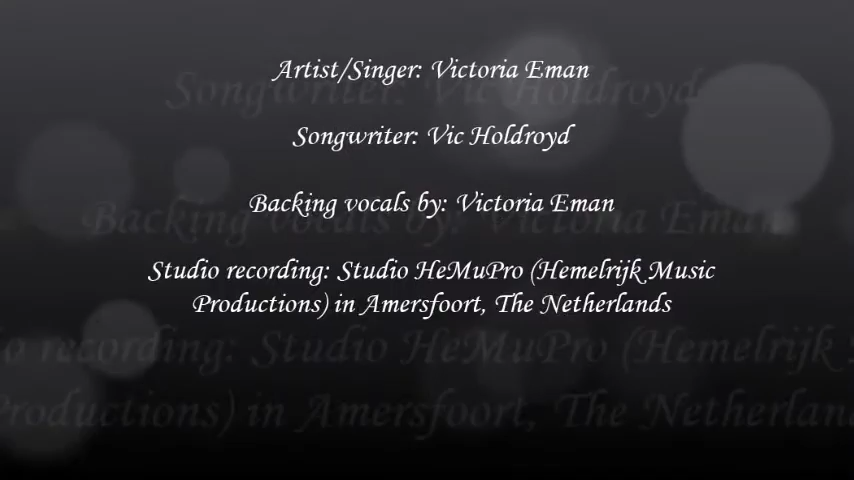 Artist/Singer: Victoria Eman
Songwriter: Vic Holdroyd
Backing vocals by: Victoria Eman
Studio recording: Studio HeMuPro (Hemelrijk Music
Productions) in Amersfoort, The Netherlands